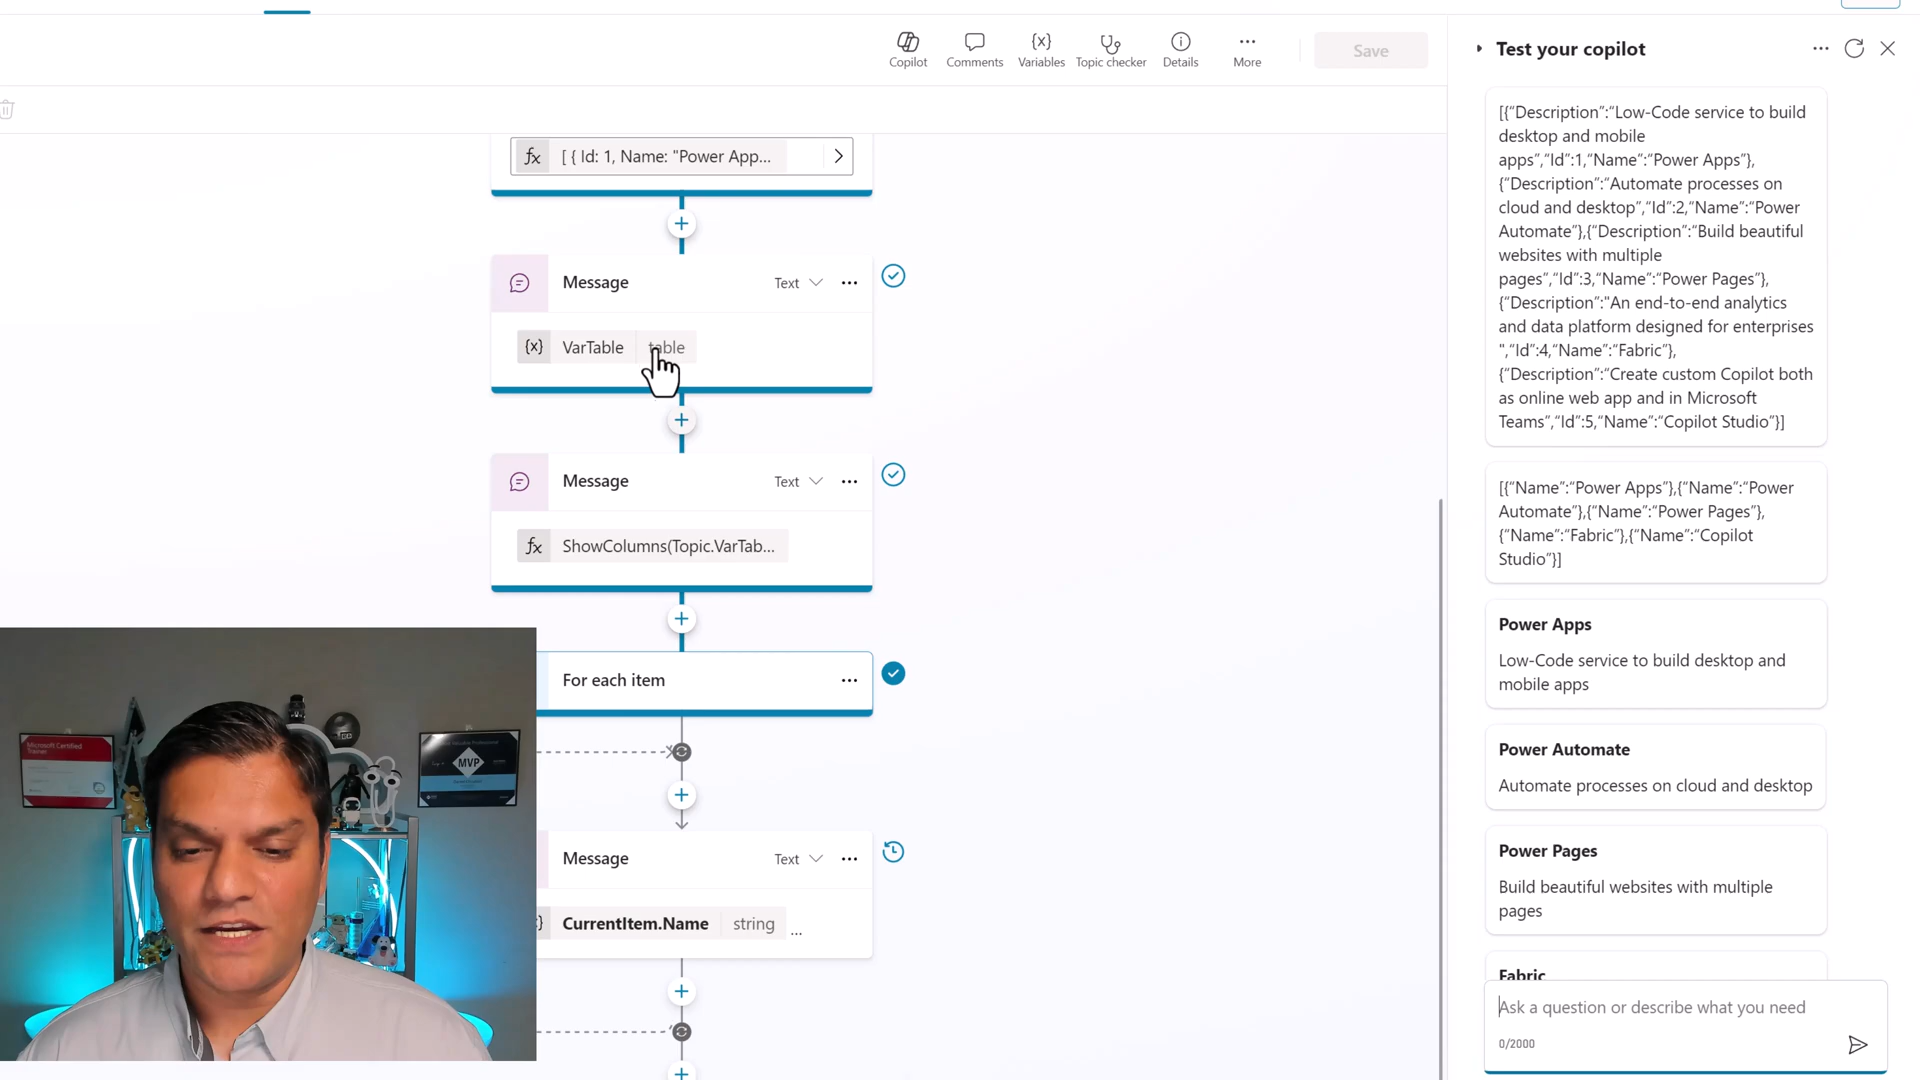 Copilot
Comments
Variables
Topic checker
Details
More
Save
[ { Id: 1, Name: "Power App...
Message
Text
VarTable
table
Message
Text
ShowColumns(Topic.VarTab...
For each item
Message
Text
CurrentItem.Name
string
...
Microsoft Certified
Trainer
MVP
Test your copilot
[{“Description”:“Low-Code service to build
desktop and mobile
apps”,“Id”:1,“Name”:“Power Apps”},
{“Description”:“Automate processes on
cloud and desktop”,“Id”:2,“Name”:“Power
Automate”},{“Description”:“Build beautiful
websites with multiple
pages”,“Id”:3,“Name”:“Power Pages”},
{“Description”:"An end-to-end analytics
and data platform designed for enterprises
",“Id”:4,“Name”:“Fabric”},
{“Description”:“Create custom Copilot both
as online web app and in Microsoft
Teams”,“Id”:5,“Name”:“Copilot Studio”}]
[{“Name”:“Power Apps”},{“Name”:“Power
Automate”},{“Name”:“Power Pages”},
{“Name”:“Fabric”},{“Name”:“Copilot
Studio”}]
Power Apps
Low-Code service to build desktop and
mobile apps
Power Automate
Automate processes on cloud and desktop
Power Pages
Build beautiful websites with multiple
pages
Fabric
Ask a question or describe what you need
0/2000